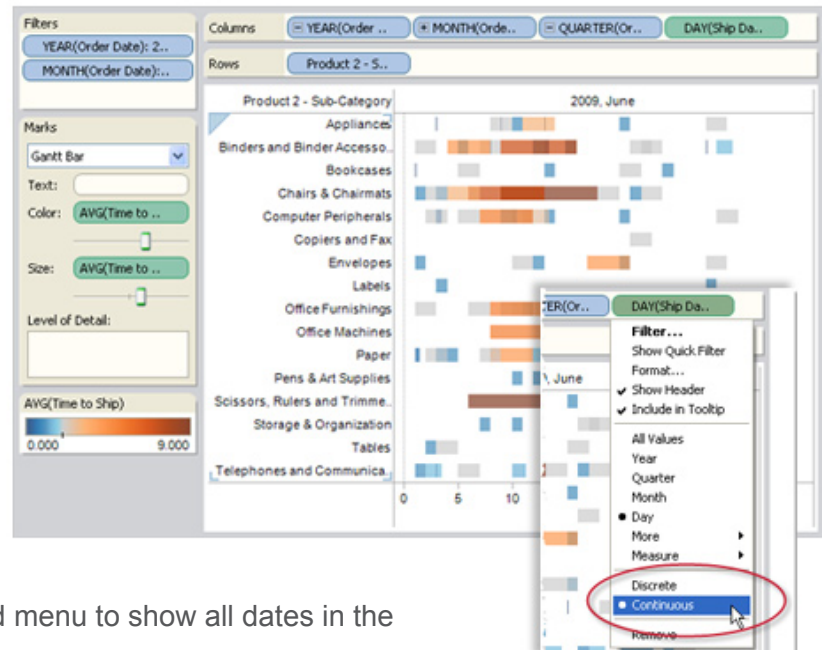 Filters
YEAR(Order Date): 2..
MONTH(Order Date):..
Columns
YEAR(Order ..
MONTH(Orde..
QUARTER(Or..
DAY(Ship Da..
Rows
Product 2 - S..
Marks
Gantt Bar
Text:
Color: AVG(Time to ..
Size: AVG(Time to ..
Level of Detail:
AVG(Time to Ship)
0.000 9.000
Product 2 - Sub-Category 2009, June
Appliances
Binders and Binder Accesso..
Bookcases
Chairs & Chairmats
Computer Peripherals
Copiers and Fax
Envelopes
Labels
Office Furnishings
Office Machines
Paper
Pens & Art Supplies
Scissors, Rulers and Trimme..
Storage & Organization
Tables
Telephones and Communica..
0 5 10
ER(Or.. DAY(Ship Da..
, June
Filter...
Show Quick Filter
Format...
Show Header
Include in Tooltip
All Values
Year
Quarter
Month
Day
More
Measure
Discrete
Continuous
Remove
menu to show all dates in the